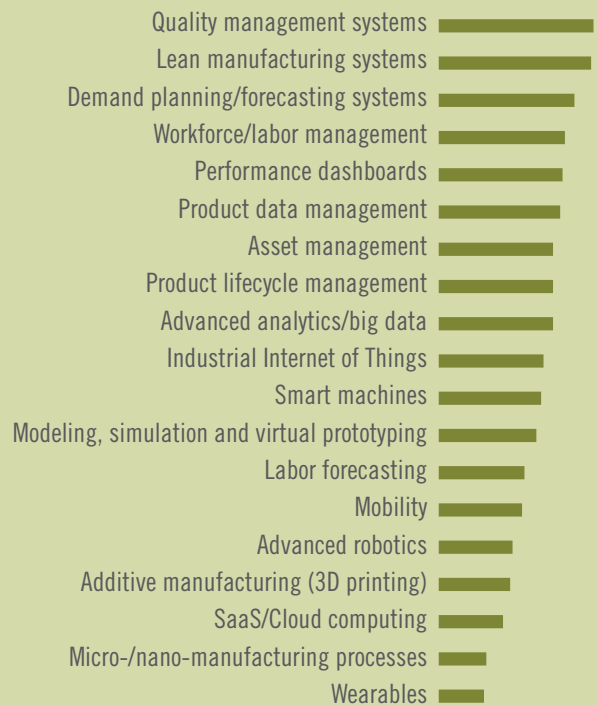 Quality management systems
Lean manufacturing systems
Demand planning/forecasting systems
Workforce/labor management
Performance dashboards
Product data management
Asset management
Product lifecycle management
Advanced analytics/big data
Industrial Internet of Things
Smart machines
Modeling, simulation and virtual prototyping
Labor forecasting
Mobility
Advanced robotics
Additive manufacturing (3D printing)
SaaS/Cloud computing
Micro-/nano-manufacturing processes
Wearables